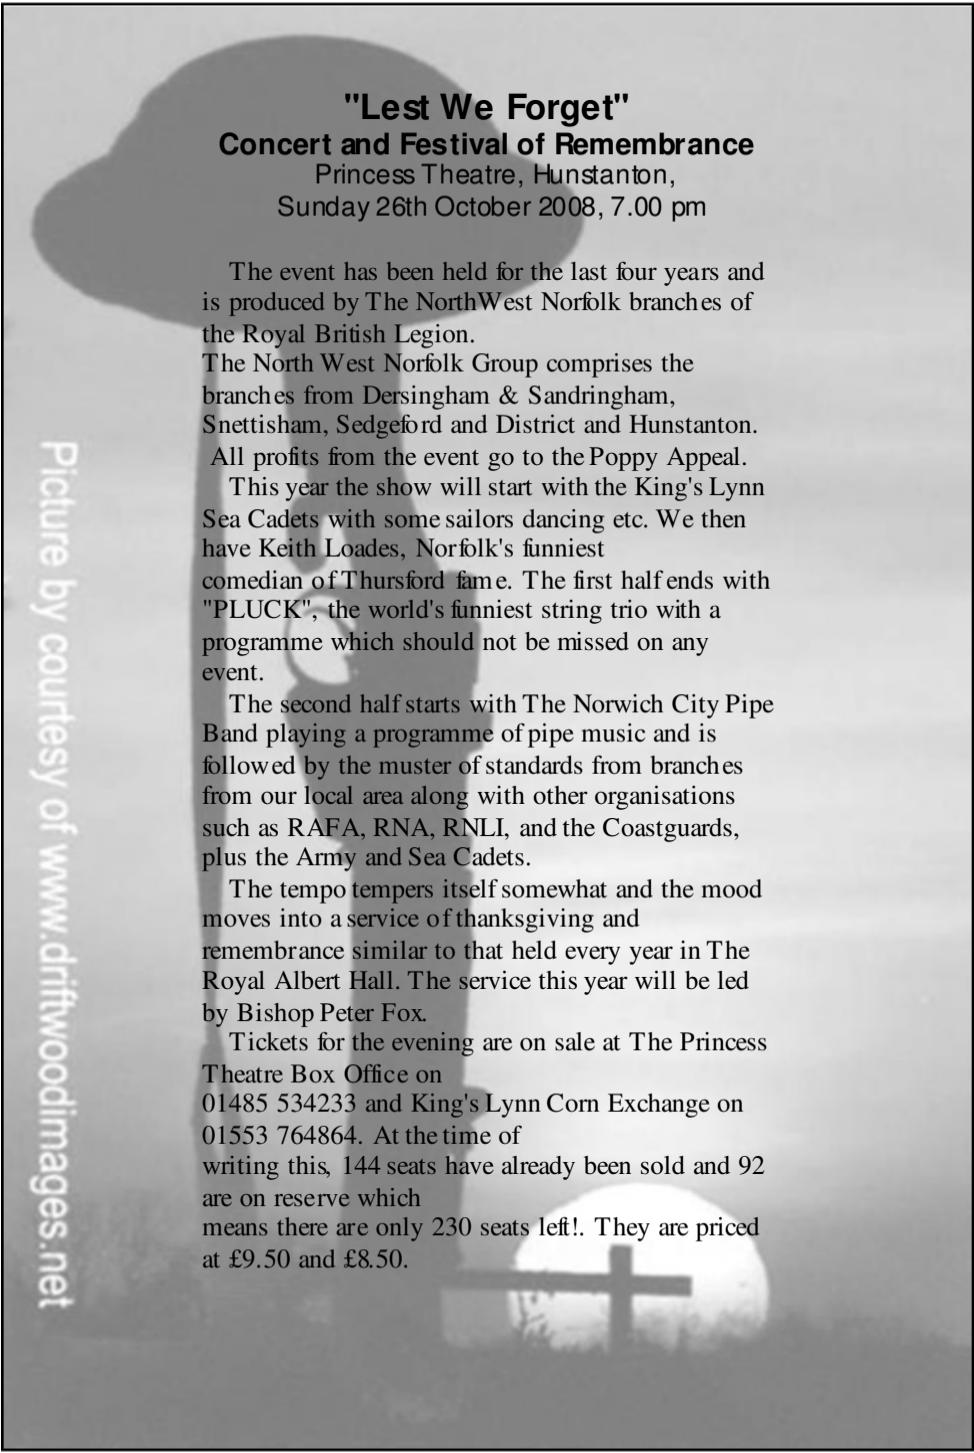 "Lest We Forget"
Concert and Festival of Remembrance
Princess Theatre, Hunstanton,
Sunday 26th October 2008, 7.00 pm
The event has been held for the last four years and
is produced by The NorthWest Norfolk branches of
the Royal British Legion.
The North West Norfolk Group comprises the
branches from Dersingham & Sandringham,
Snettisham, Sedgeford and District and Hunstanton.
All profits from the event go to the Poppy Appeal.
This year the show will start with the King's Lynn
Sea Cadets with some sailors dancing etc. We then
have Keith Loades, Norfolk's funniest
comedian of Thursford fame. The first half ends with
"PLUCK", the world's funniest string trio with a
programme which should not be missed on any
event.
The second half starts with The Norwich City Pipe
Band playing a programme of pipe music and is
followed by the muster of standards from branches
from our local area along with other organisations
such as RAFA, RNA, RNLI, and the Coastguards,
plus the Army and Sea Cadets.
The tempo tempers itself somewhat and the mood
moves into a service of thanksgiving and
remembrance similar to that held every year in The
Royal Albert Hall. The service this year will be led
by Bishop Peter Fox.
Tickets for the evening are on sale at The Princess
Theatre Box Office on
01485 534233 and King's Lynn Corn Exchange on
01553 764864. At the time of
writing this, 144 seats have already been sold and 92
are on reserve which
means there are only 230 seats left!. They are priced
at £9.50 and £8.50.
Picture by courtesy of www.driftwoodimages.net